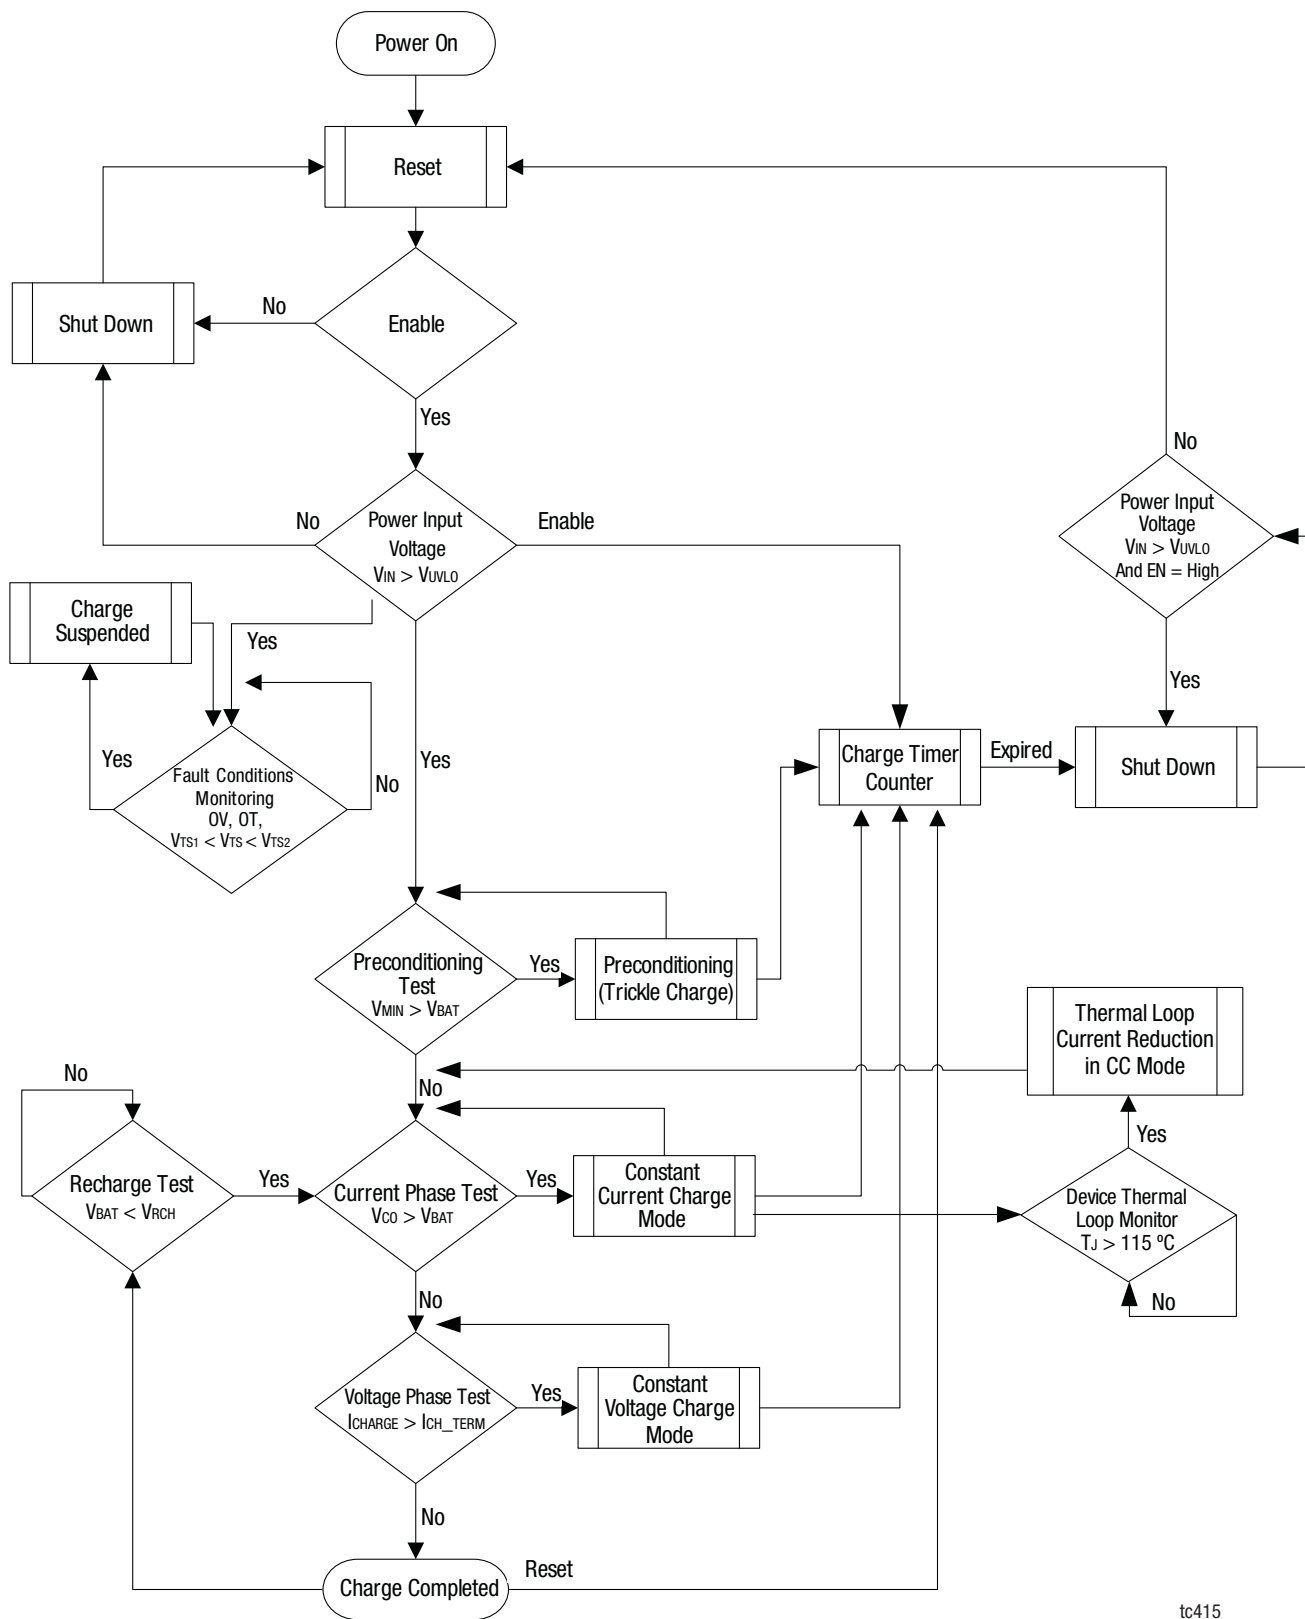 Power On
Reset
Shut Down
No
Enable
Yes
No
Power Input
Voltage
VIN > VUVLO
Enable
No
Power Input
Voltage
VIN > VUVLO
And EN = High
Yes
Charge
Suspended
Yes
Yes
Fault Conditions
Monitoring
OV, OT,
VTS1 < VTS < VTS2
No
Yes
Charge Timer
Counter
Expired
Shut Down
Preconditioning
Test
VMIN > VBAT
Yes
Preconditioning
(Trickle Charge)
Thermal Loop
Current Reduction
in CC Mode
No
No
Recharge Test
VBAT < VRCH
Yes
Current Phase Test
VCO > VBAT
Yes
Constant
Current Charge
Mode
Yes
Device Thermal
Loop Monitor
TJ > 115 ºC
No
No
Voltage Phase Test
ICHARGE > ICH_TERM
Yes
Constant
Voltage Charge
Mode
No
Charge Completed
Reset
tc415